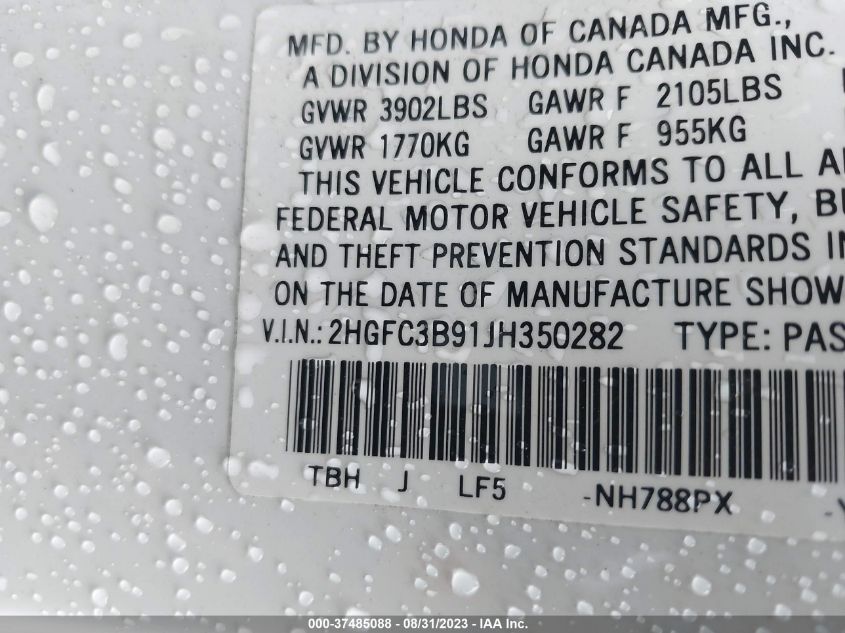 MFD. BY HONDA OF CANADA MFG.,
A DIVISION OF HONDA CANADA INC.
GVWR 3902LBS GAWR F 2105LBS
GVWR 1770KG GAWR F 955KG
THIS VEHICLE CONFORMS TO ALL
FEDERAL MOTOR VEHICLE SAFETY,
AND THEFT PREVENTION STANDARDS
ON THE DATE OF MANUFACTURE SHOW
V.I.N.: 2HGFC3B91JH350282 TYPE: PAS
TBH J LF5 -NH788PX
000-37485088 - 08/31/2023 - IAA Inc.